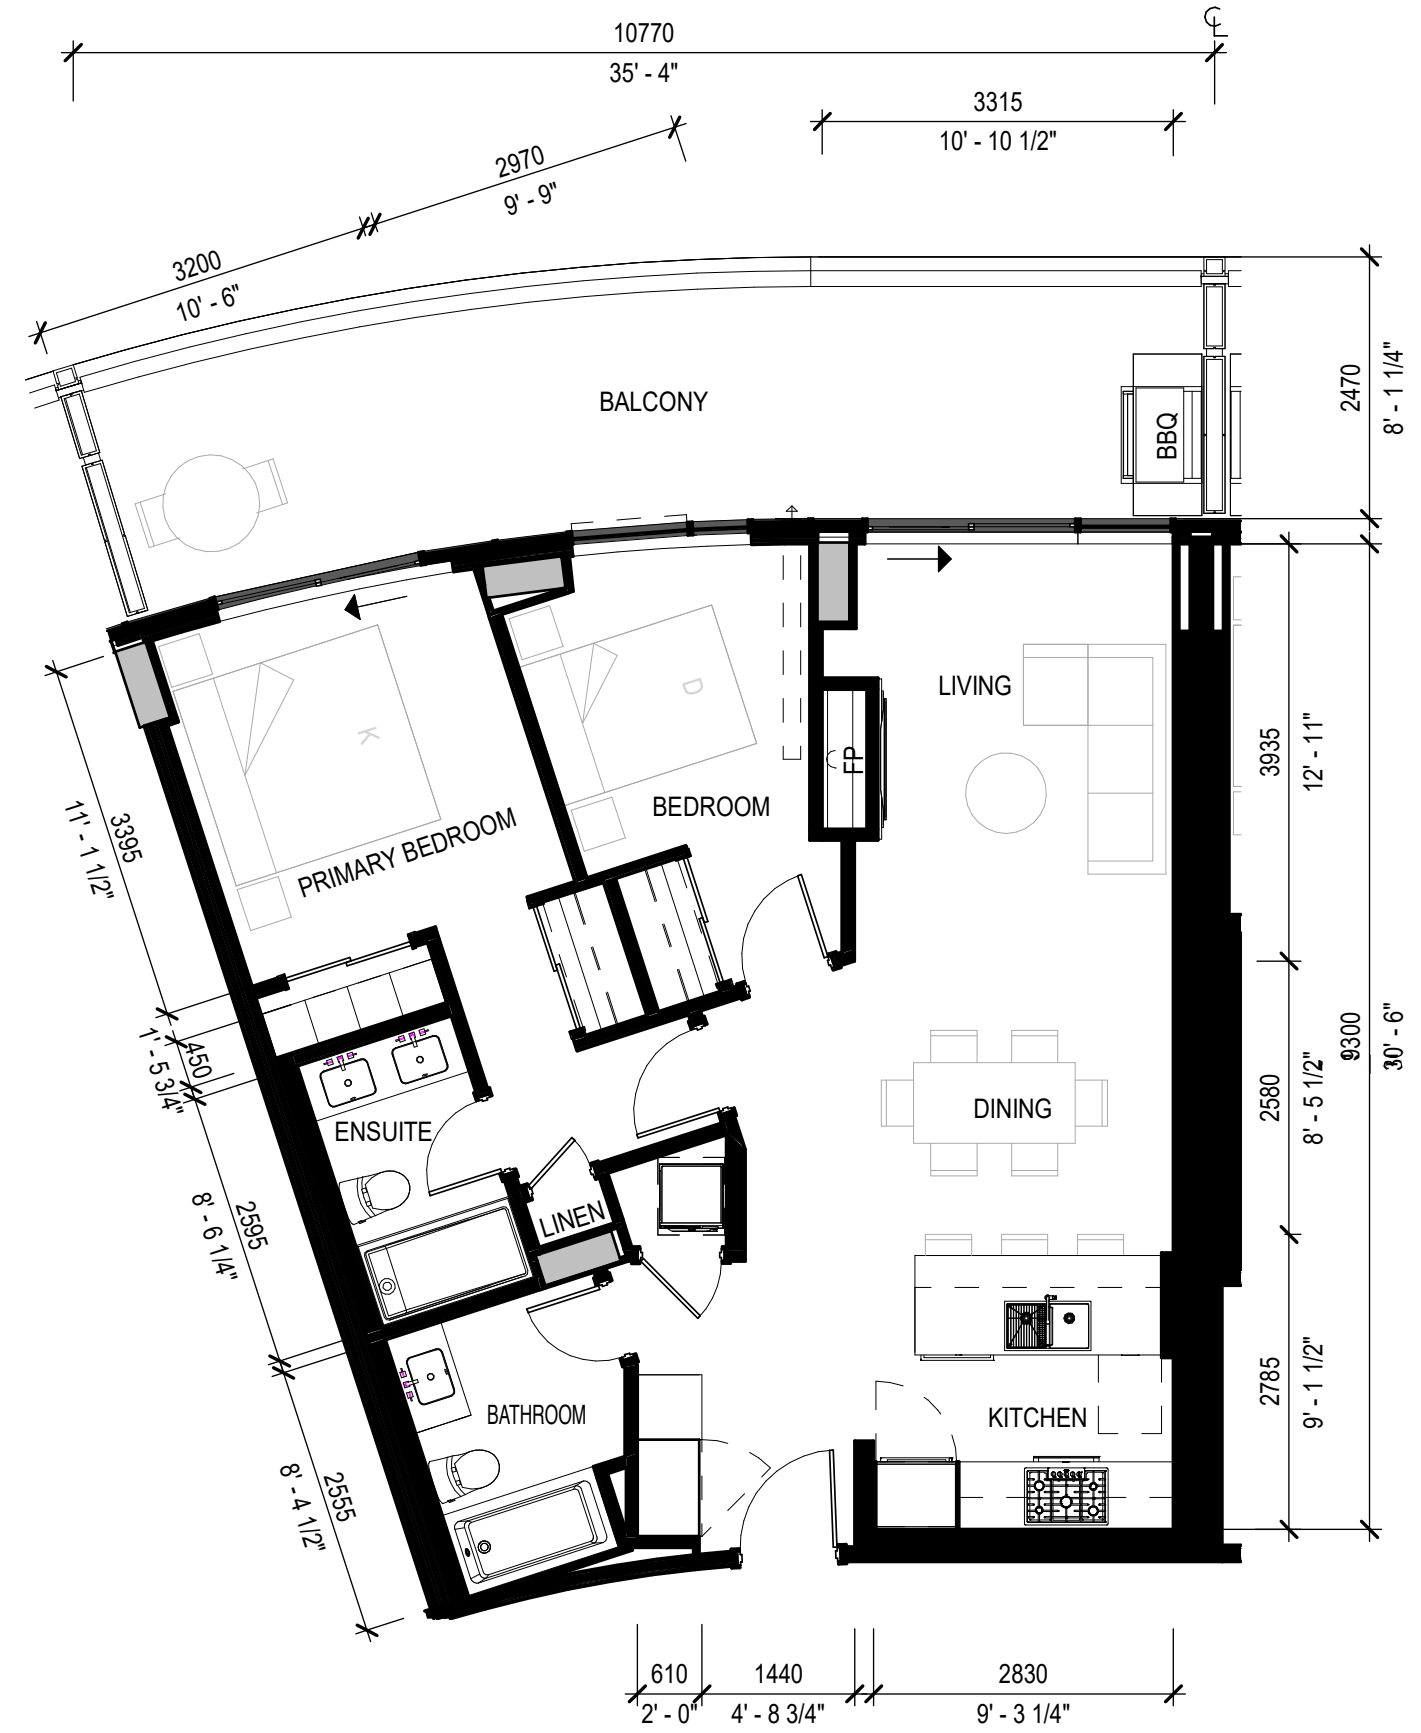 ℄
10770
35' - 4"
3315
10' - 10 1/2"
2970
9' - 9"
3200
10' - 6"
BALCONY
BBQ
2470
8' - 1 1/4"
LIVING
D
K
FP
BEDROOM
PRIMARY BEDROOM
3935
12' - 11"
3395
11' - 1 1/2"
450
1' - 5 3/4"
9300
30' - 6"
2580
8' - 5 1/2"
DINING
ENSUITE
LINEN
2595
8' - 6 1/4"
2785
9' - 1 1/2"
KITCHEN
BATHROOM
2555
8' - 4 1/2"
610
2' - 0"
1440
4' - 8 3/4"
2830
9' - 3 1/4"